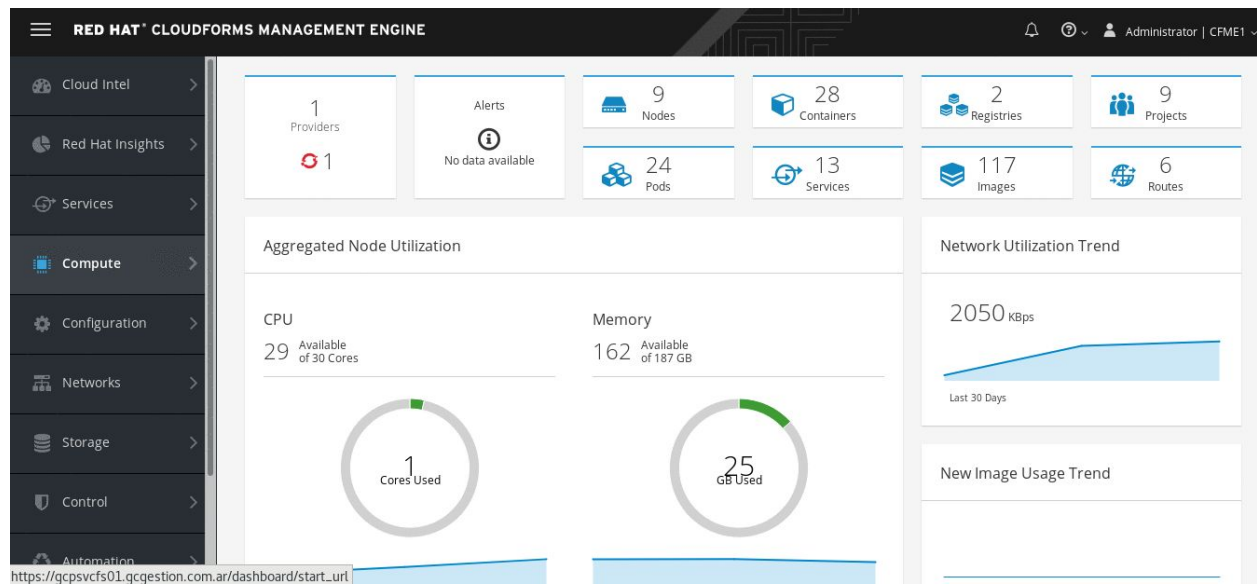 RED HAT® CLOUDFORMS MANAGEMENT ENGINE
Administrator | CFME1
Cloud Intel
Red Hat Insights
Services
Compute
Configuration
Networks
Storage
Control
Automation
https://gcpsvcfs01.gcgestion.com.ar/dashboard/start_url
1
Providers
1
Alerts
No data available
9
Nodes
28
Containers
2
Registries
9
Projects
24
Pods
13
Services
117
Images
6
Routes
Aggregated Node Utilization
CPU
29 Available
of 30 Cores
1
Cores Used
Memory
162 Available
of 187 GB
25
GB Used
Network Utilization Trend
2050 KBps
Last 30 Days
New Image Usage Trend